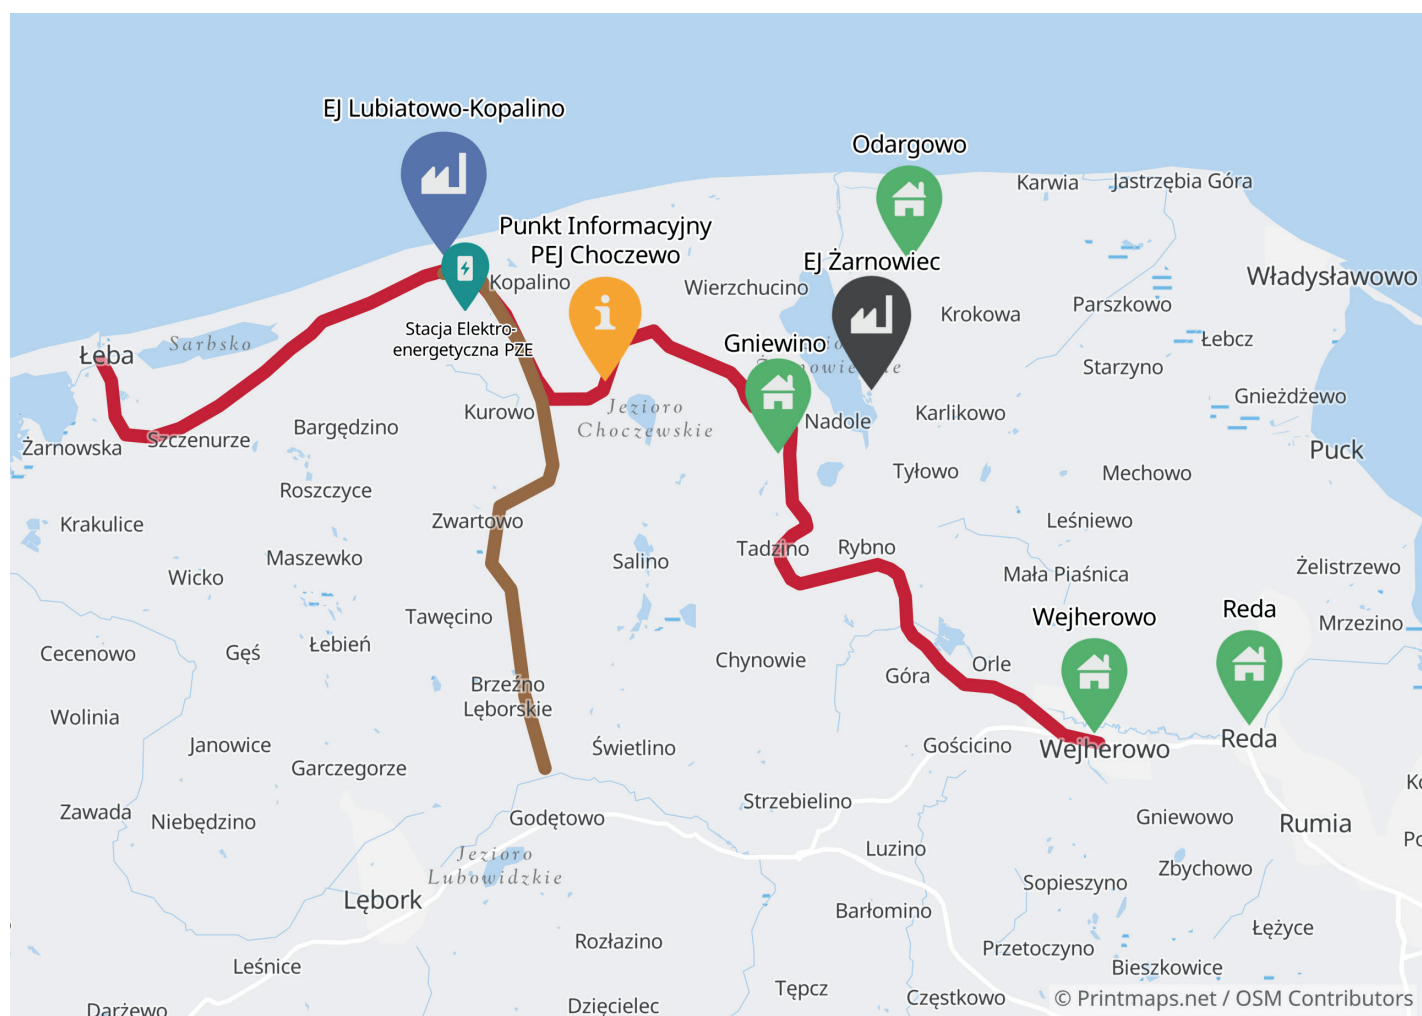 EJ Lubiatowo-Kopalino
Odargowo
Karwia
Jastrzębia Góra
Punkt Informacyjny
PEJ Choczewo
EJ Żarnowiec
Władysławowo
Kopalino
Wierzchucino
Krokowa
Parszkowo
Stacja Elektro-
energetyczna PZE
Sarbsko
Łeba
Gniewino
Łebcz
Starzyno
Gnieżdżewo
Kurowo
Jezioro
Choczewskie
Nadole
Karlikowo
Bargędzino
Żarnowska
Szczenurze
Puck
Tyłowo
Mechowo
Roszczyce
Krakulice
Zwartowo
Leśniewo
Maszewko
Salino
Tadzino
Rybno
Wicko
Mała Piaśnica
Żelistrzewo
Tawęcino
Wejherowo
Reda
Mrzezino
Cecenowo
Gęś
Łebień
Chynowie
Góra
Orle
Brzeźno
Lęborskie
Wolinia
Janowice
Świetlino
Gościcino
Wejherowo
Reda
Garczegorze
Strzebielino
Zawada
Niebędzino
Godętowo
Gniewowo
Rumia
Jezioro
Lubowidzkie
Luzino
Zbychowo
Lębork
Sopieszyno
Barłomino
Łężyce
Rozłazino
Przetoczyno
Leśnice
Bieszkowice
Tępcz
Częstkowo
Darżewo
Dzięcielec
© Printmaps.net / OSM Contributors